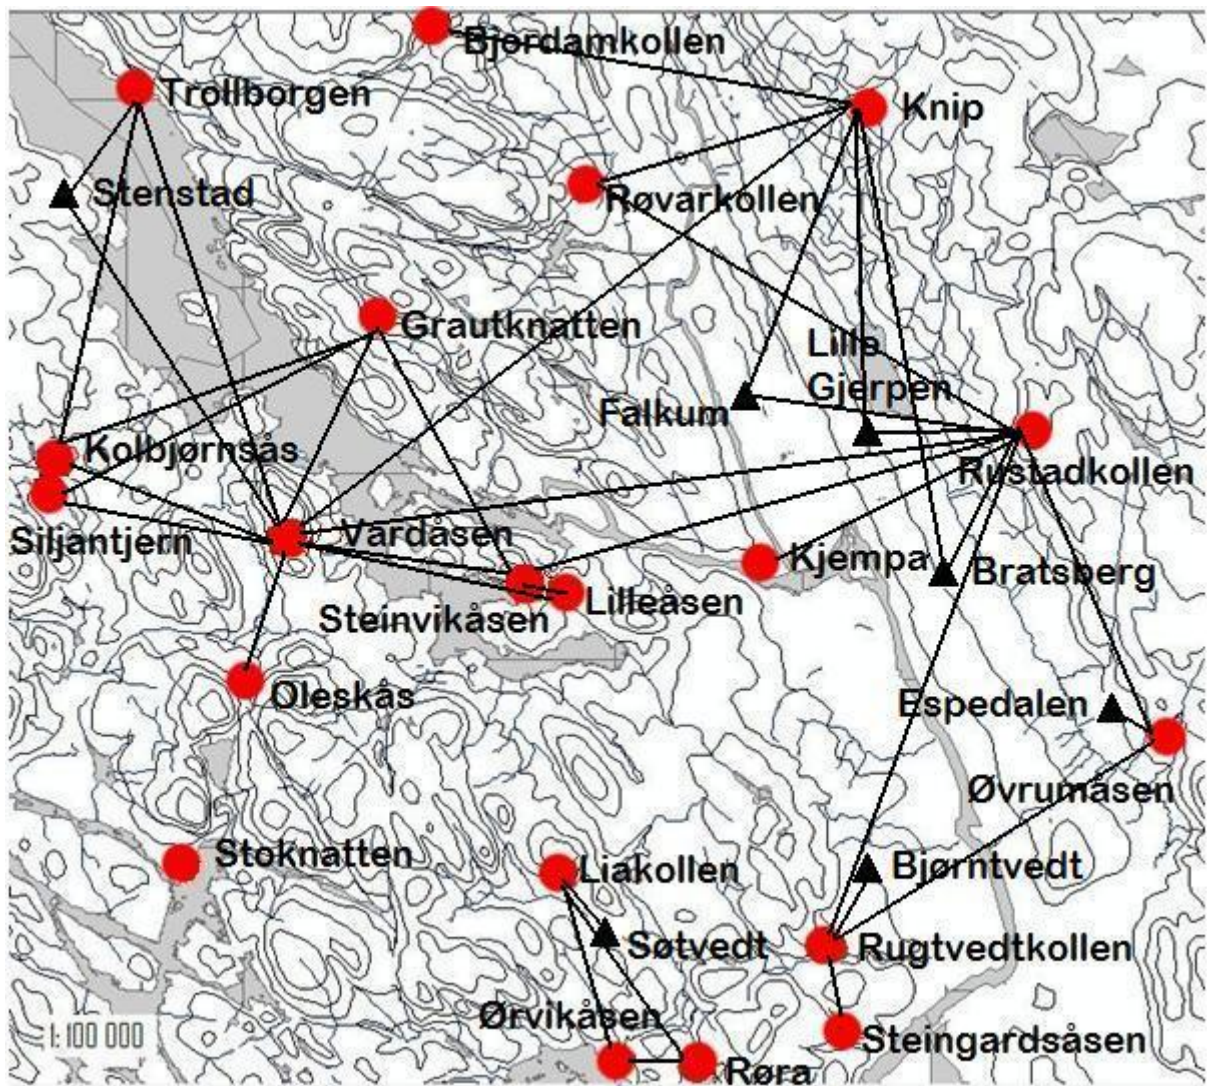 Bjordamkollen
Trollborgen
Knip
Stenstad
Røvarkollen
Grautknatten
Lille
Gjerpen
Falkum
Kolbjørnsås
Rustadkollen
Siljantjern
Vardåsen
Kjempa
Bratsberg
Steinvikåsen
Lilleåsen
Oleskås
Espedalen
Øvrumåsen
Stoknatten
Liakollen
Bjørntvedt
Søtvedt
Rugtvedtkollen
Ørvikåsen
1:100 000
Steingardsåsen
Røra